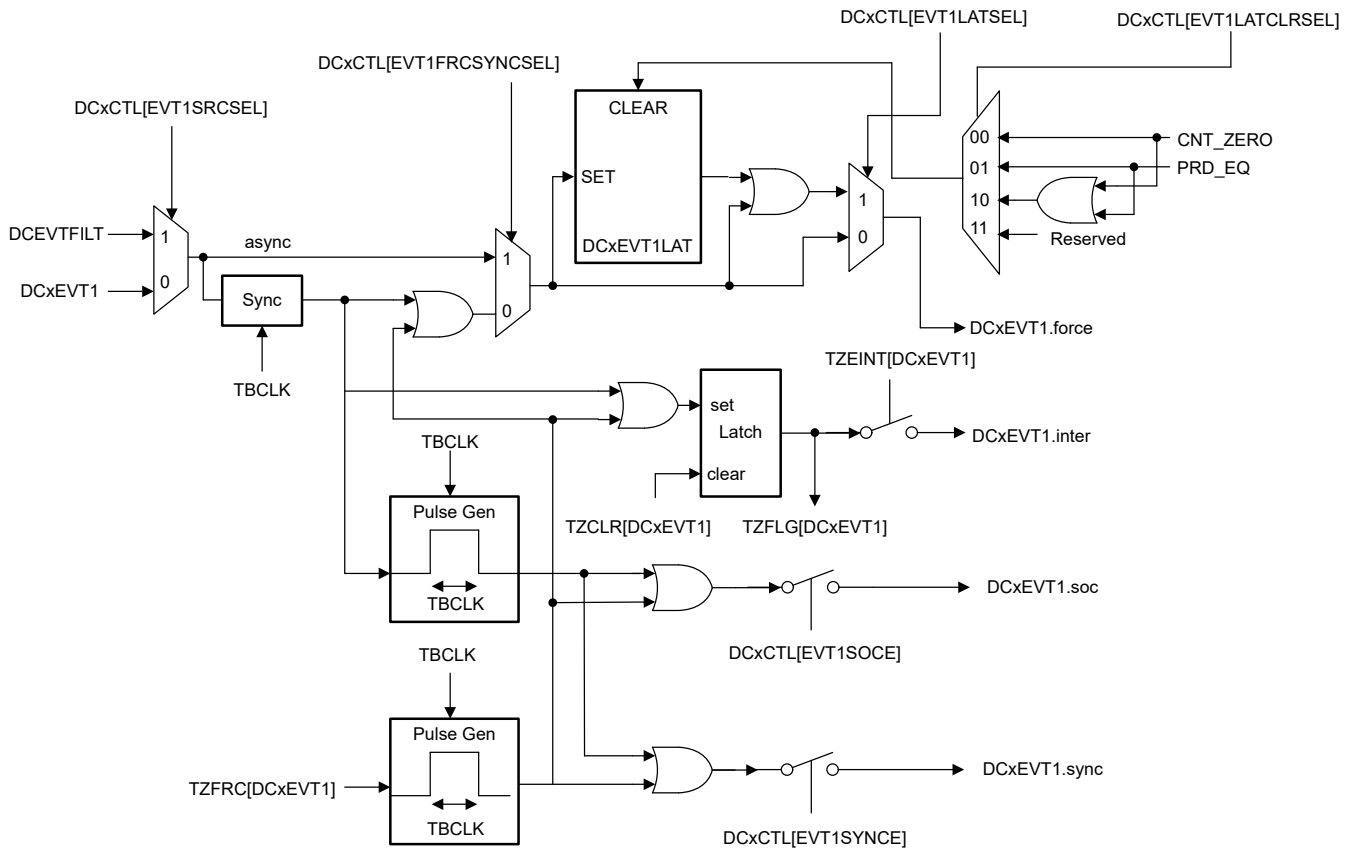 DCxCTL[EVT1LATSEL]
DCxCTL[EVT1LATCLRSEL]
DCxCTL[EVT1FRCSYNCSEL]
DCxCTL[EVT1SRCSEL]
CLEAR
SET
DCxEVT1LAT
00
01
10
11
CNT_ZERO
PRD_EQ
Reserved
1
0
DCEVTFILT
DCxEVT1
1
0
async
Sync
TBCLK
1
0
DCxEVT1.force
TZEINT[DCxEVT1]
set
Latch
clear
DCxEVT1.inter
TZCLR[DCxEVT1]
TZFLG[DCxEVT1]
TBCLK
Pulse Gen
TBCLK
DCxEVT1.soc
DCxCTL[EVT1SOCE]
TBCLK
Pulse Gen
TBCLK
TZFRC[DCxEVT1]
DCxEVT1.sync
DCxCTL[EVT1SYNCE]